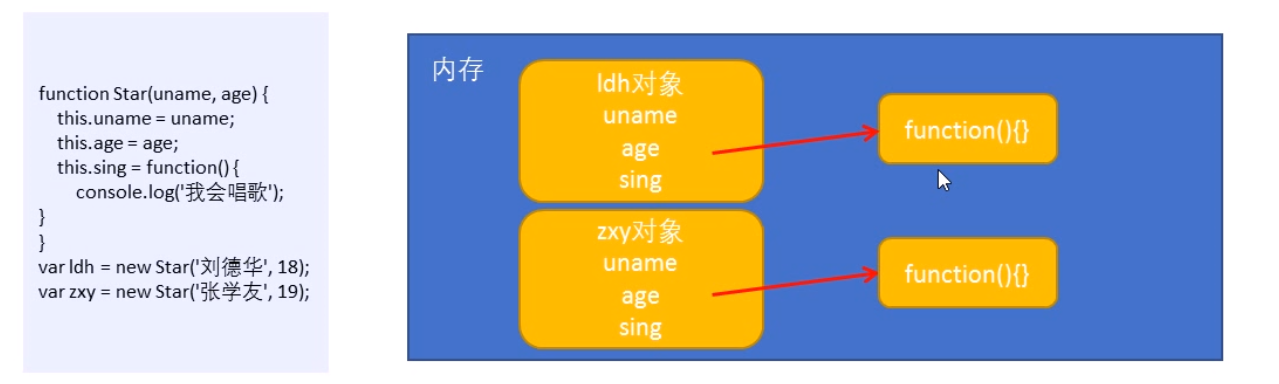 function Star(uname, age) {
this.uname = uname;
this.age = age;
this.sing = function() {
console.log('我会唱歌');
}
}
var ldh = new Star('刘德华', 18);
var zxy = new Star('张学友', 19);
内存
ldh对象
uname
age
sing
function(){}
zxy对象
uname
age
sing
function(){}